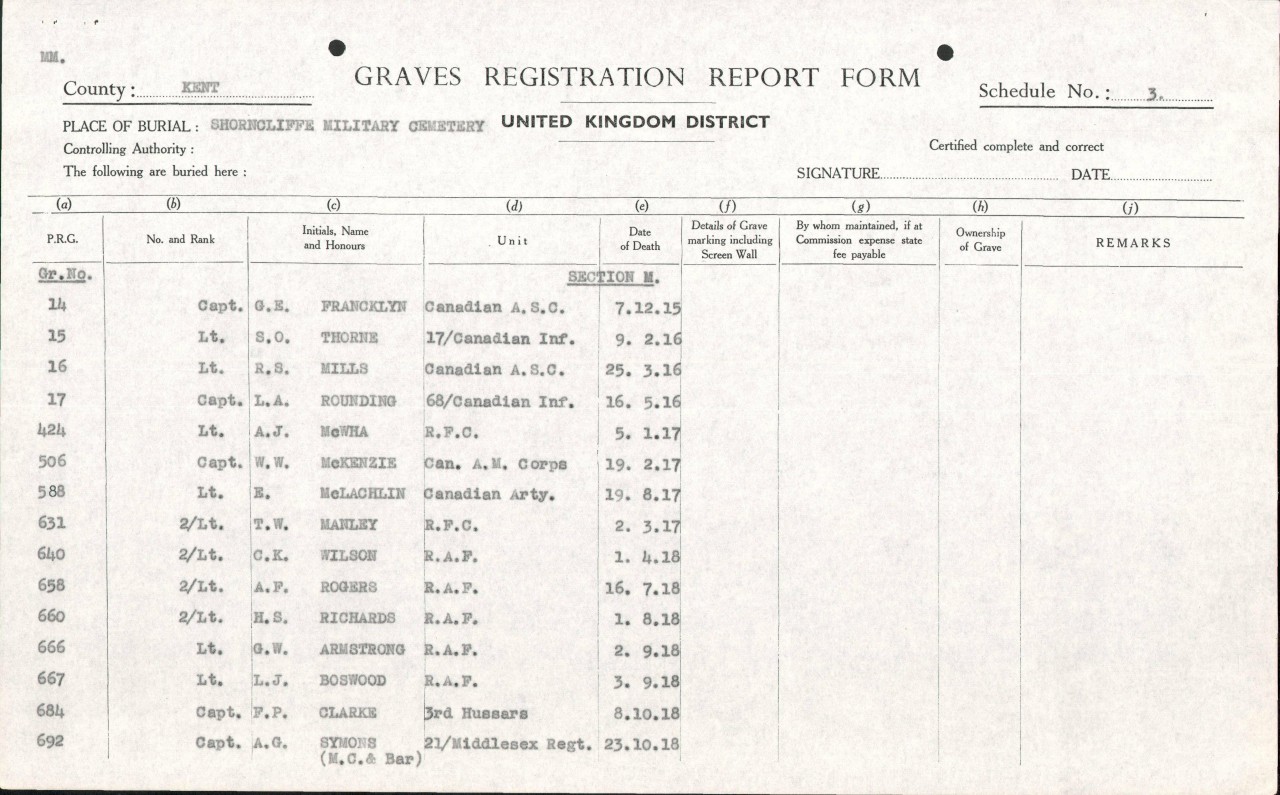 MM.
GRAVES REGISTRATION REPORT FORM
County: KENT
Schedule No.: 3.
PLACE OF BURIAL: SHORNCLIFFE MILITARY CEMETERY UNITED KINGDOM DISTRICT
Controlling Authority:
Certified complete and correct
The following are buried here:
SIGNATURE DATE
(a) (b) (c) (d) (e) (f) (g) (h) (j)
P.R.G. No. and Rank Initials, Name and Honours Unit Date of Death Details of Grave marking including Screen Wall By whom maintained, if at Commission expense state fee payable Ownership of Grave REMARKS
Gr.No. SECTION M.
14 Capt. G.E. FRANCKLYN Canadian A.S.C. 7.12.15
15 Lt. S.O. THORNE 17/Canadian Inf. 9. 2.16
16 Lt. R.S. MILLS Canadian A.S.C. 25. 3.16
17 Capt. L.A. ROUNDING 68/Canadian Inf. 16. 5.16
424 Lt. A.J. McWHA R.F.C. 5. 1.17
506 Capt. W.W. McKENZIE Can. A.M. Corps 19. 2.17
588 Lt. E. McLACHLIN Canadian Arty. 19. 8.17
631 2/Lt. T.W. MANLEY R.F.C. 2. 3.17
640 2/Lt. C.K. WILSON R.A.F. 1. 4.18
658 2/Lt. A.F. ROGERS R.A.F. 16. 7.18
660 2/Lt. H.S. RICHARDS R.A.F. 1. 8.18
666 Lt. G.W. ARMSTRONG R.A.F. 2. 9.18
667 Lt. L.J. BOSWOOD R.A.F. 3. 9.18
684 Capt. F.P. CLARKE 3rd Hussars 8.10.18
692 Capt. A.G. SYMONS 21/Middlesex Regt. 23.10.18
(M.C.& Bar)